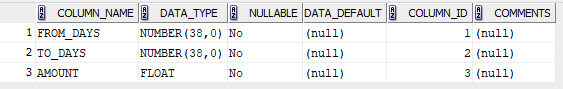 COLUMN_NAME DATA_TYPE NULLABLE DATA_DEFAULT COLUMN_ID COMMENTS
1 FROM_DAYS NUMBER(38,0) No (null) 1 (null)
2 TO_DAYS NUMBER(38,0) No (null) 2 (null)
3 AMOUNT FLOAT No (null) 3 (null)